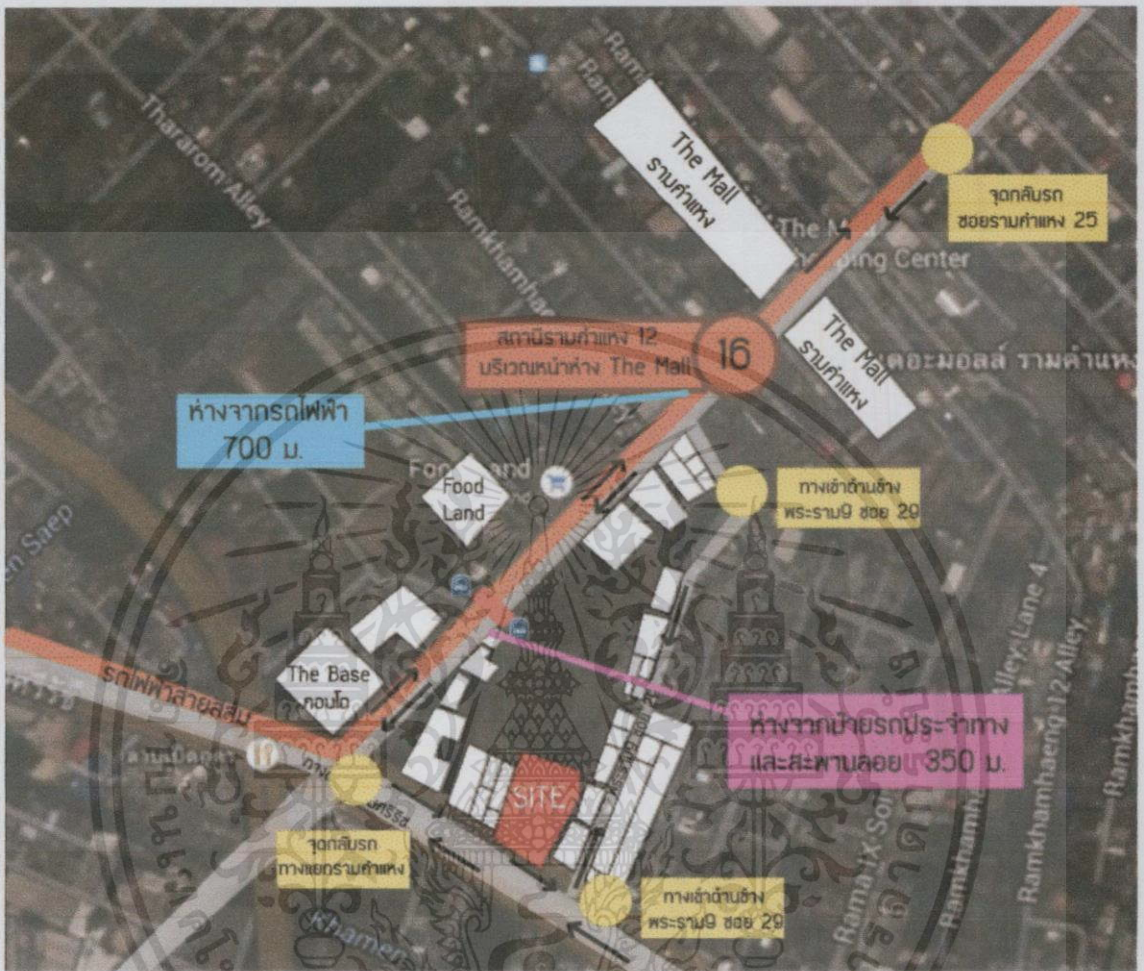 The Mall
รามคำแหง
จุดกลับรถ
ซอยรามคำแหง 25
Thararom Alley
The M
ing Center
สถานีรามคำแหง 12
บริเวณหน้าห้าง The Mall
16
The Mall
รามคำแหง
เดอะมอลล์ รามคำแหง
ห่างจากรถไฟฟ้า
700 ม.
Food
Land
ทางเข้าด้านข้าง
พระราม9 ซอย 29
The Base
คอนโด
รถไฟฟ้าสายสีส้ม
ห่างจากป้ายรถประจำทาง
และสะพานลอย 350 ม.
SITE
จุดกลับรถ
ทางแยกรามคำแหง
ทางเข้าด้านข้าง
พระราม9 ซอย 29
Rama IX Soi
Ramkhamhaeng 12 Alley
Alley Lane 4